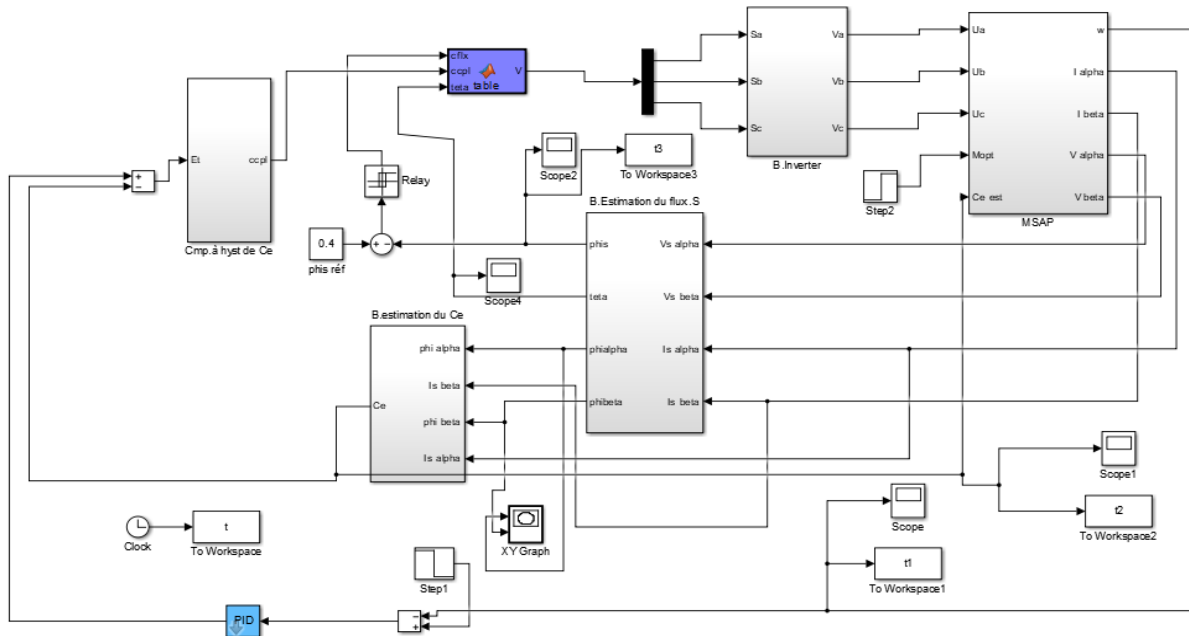 cflx
ccpl
teta
V
table
Et
ccpl
Cmp.à hyst de Ce
+
−
Relay
0.4
phis réf
+ −
Scope2
t3
To Workspace3
Scope4
Sa
Sb
Sc
Va
Vb
Vc
B.Inverter
Step2
Ua
Ub
Uc
Mopt
Ce est
w
I alpha
I beta
V alpha
V beta
MSAP
B.Estimation du flux.S
phis
teta
phialpha
phibeta
Vs alpha
Vs beta
Is alpha
Is beta
B.estimation du Ce
Ce
phi alpha
Is beta
phi beta
Is alpha
Clock
t
To Workspace
XY Graph
Step1
PID
−
+
Scope
t1
To Workspace1
Scope1
t2
To Workspace2